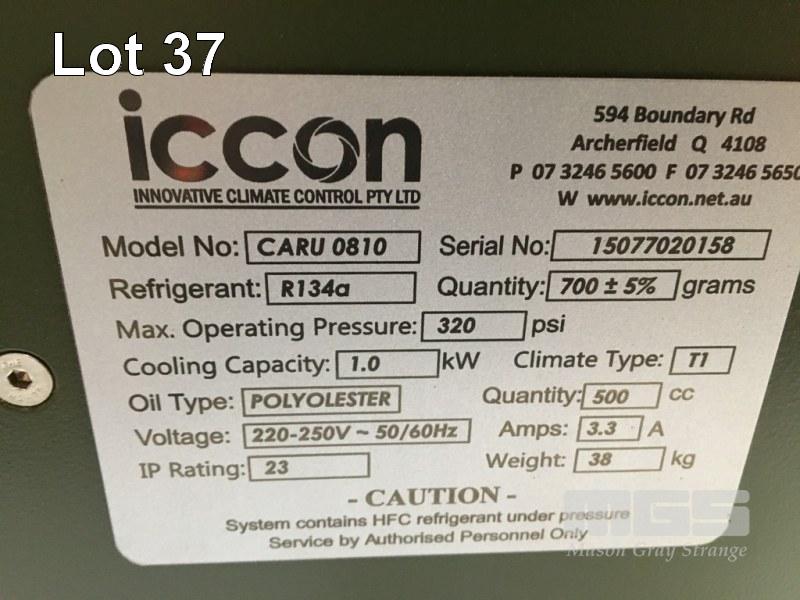 Lot 37
iccon
INNOVATIVE CLIMATE CONTROL PTY LTD
594 Boundary Rd
Archerfield Q 4108
P 07 3246 5600 F 07 3246 5650
W www.iccon.net.au
Model No: CARU 0810 Serial No: 15077020158
Refrigerant: R134a Quantity: 700 ± 5% grams
Max. Operating Pressure: 320 psi
Cooling Capacity: 1.0 kW Climate Type: T1
Oil Type: POLYOLESTER Quantity: 500 cc
Voltage: 220-250V ~ 50/60Hz Amps: 3.3 A
IP Rating: 23 Weight: 38 kg
- CAUTION -
System contains HFC refrigerant under pressure
Service by Authorised Personnel Only
MGS
Mason Gray Strange